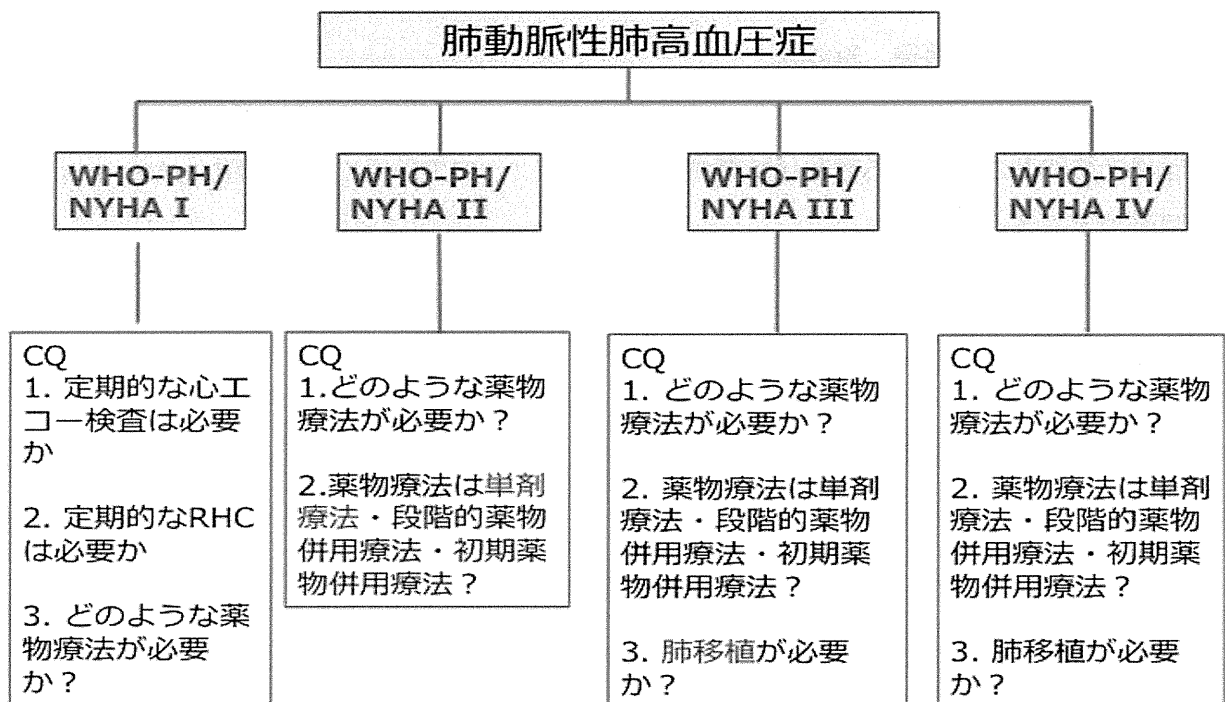 肺動脈性肺高血圧症
WHO-PH/
NYHA I
WHO-PH/
NYHA II
WHO-PH/
NYHA III
WHO-PH/
NYHA IV
CQ
1. 定期的な心エ
コー検査は必要
か
2. 定期的なRHC
は必要か
3. どのような薬
物療法が必要
か?
CQ
1.どのような薬物
療法が必要か?
2.薬物療法は単剤
療法・段階的薬物
併用療法・初期薬
物併用療法?
CQ
1. どのような薬物
療法が必要か?
2. 薬物療法は単剤
療法・段階的薬物
併用療法・初期薬
物併用療法?
3. 肺移植が必要
か?
CQ
1. どのような薬物
療法が必要か?
2. 薬物療法は単剤
療法・段階的薬物
併用療法・初期薬
物併用療法?
3. 肺移植が必要
か?